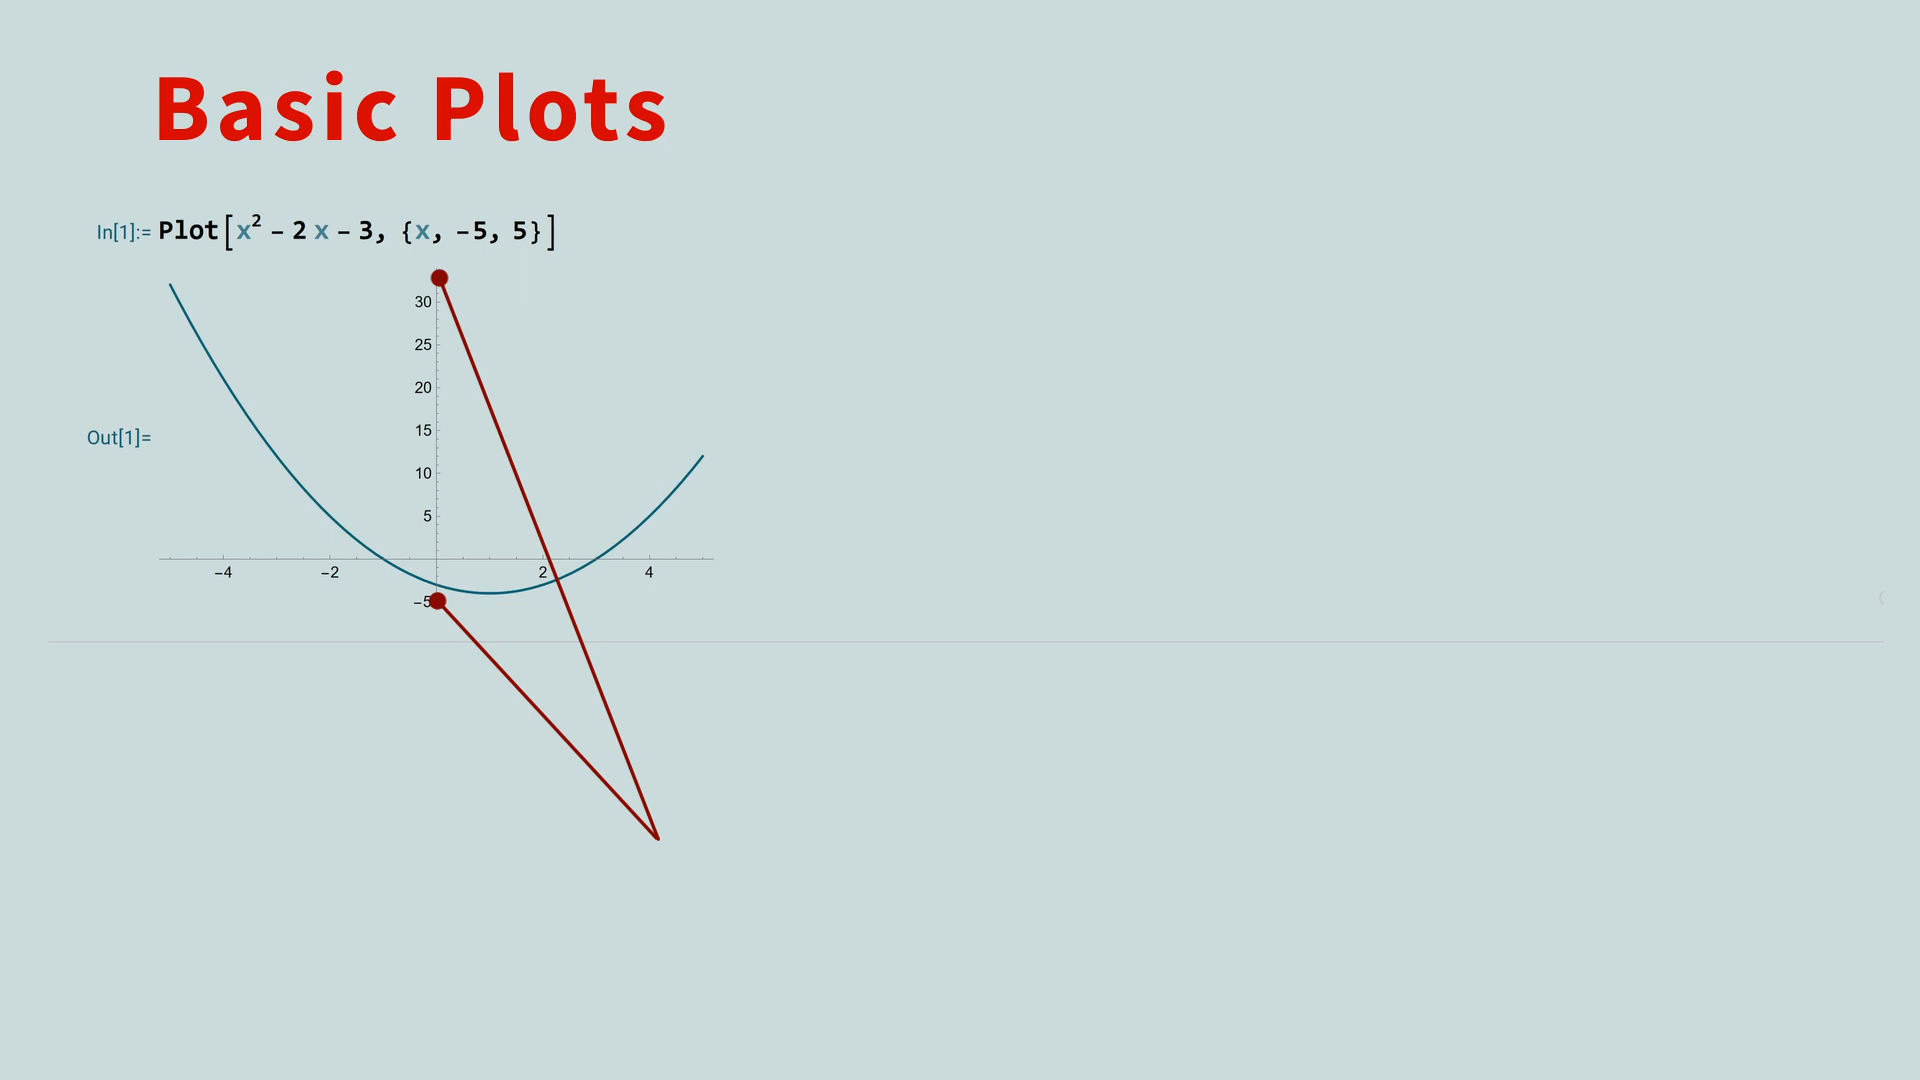 Basic Plots
In[1]:= Plot[x² – 2 x – 3, {x, –5, 5}]
30
25
20
15
Out[1]=
10
5
–4 –2 2 4
–5